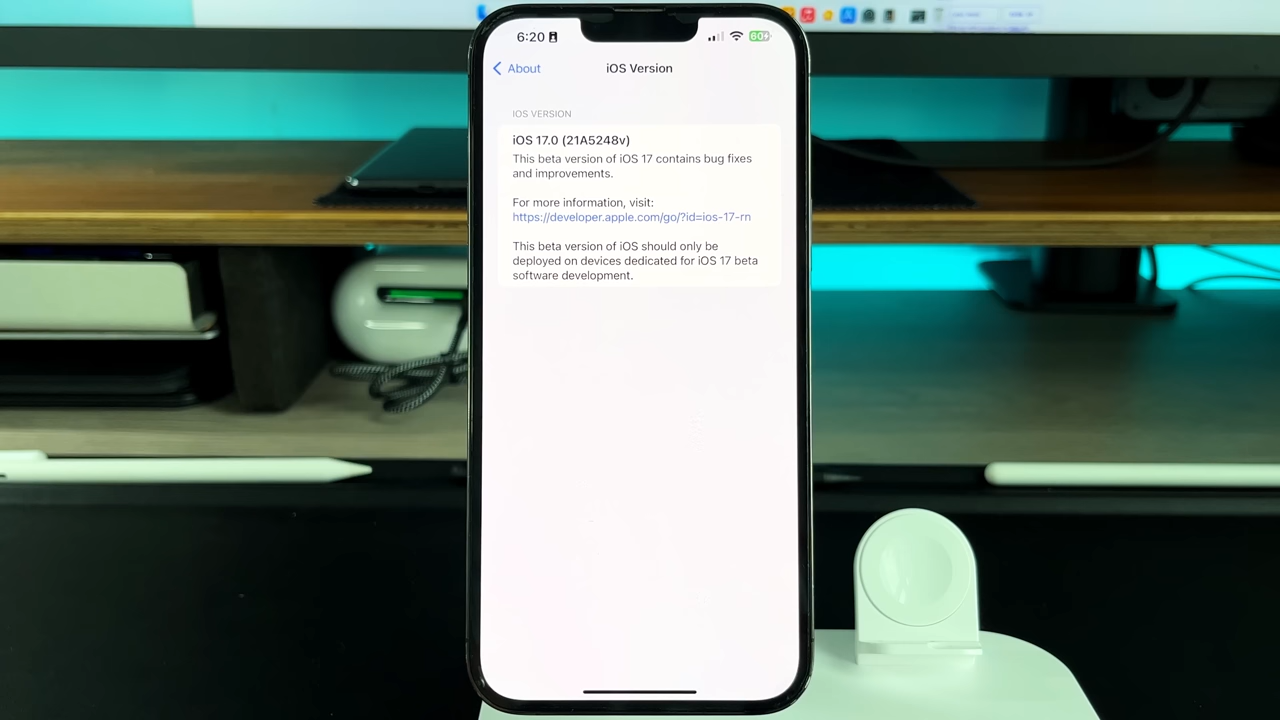 6:20
60
About
iOS Version
IOS VERSION
iOS 17.0 (21A5248v)
This beta version of iOS 17 contains bug fixes
and improvements.
For more information, visit:
https://developer.apple.com/go/?id=ios-17-rn
This beta version of iOS should only be
deployed on devices dedicated for iOS 17 beta
software development.